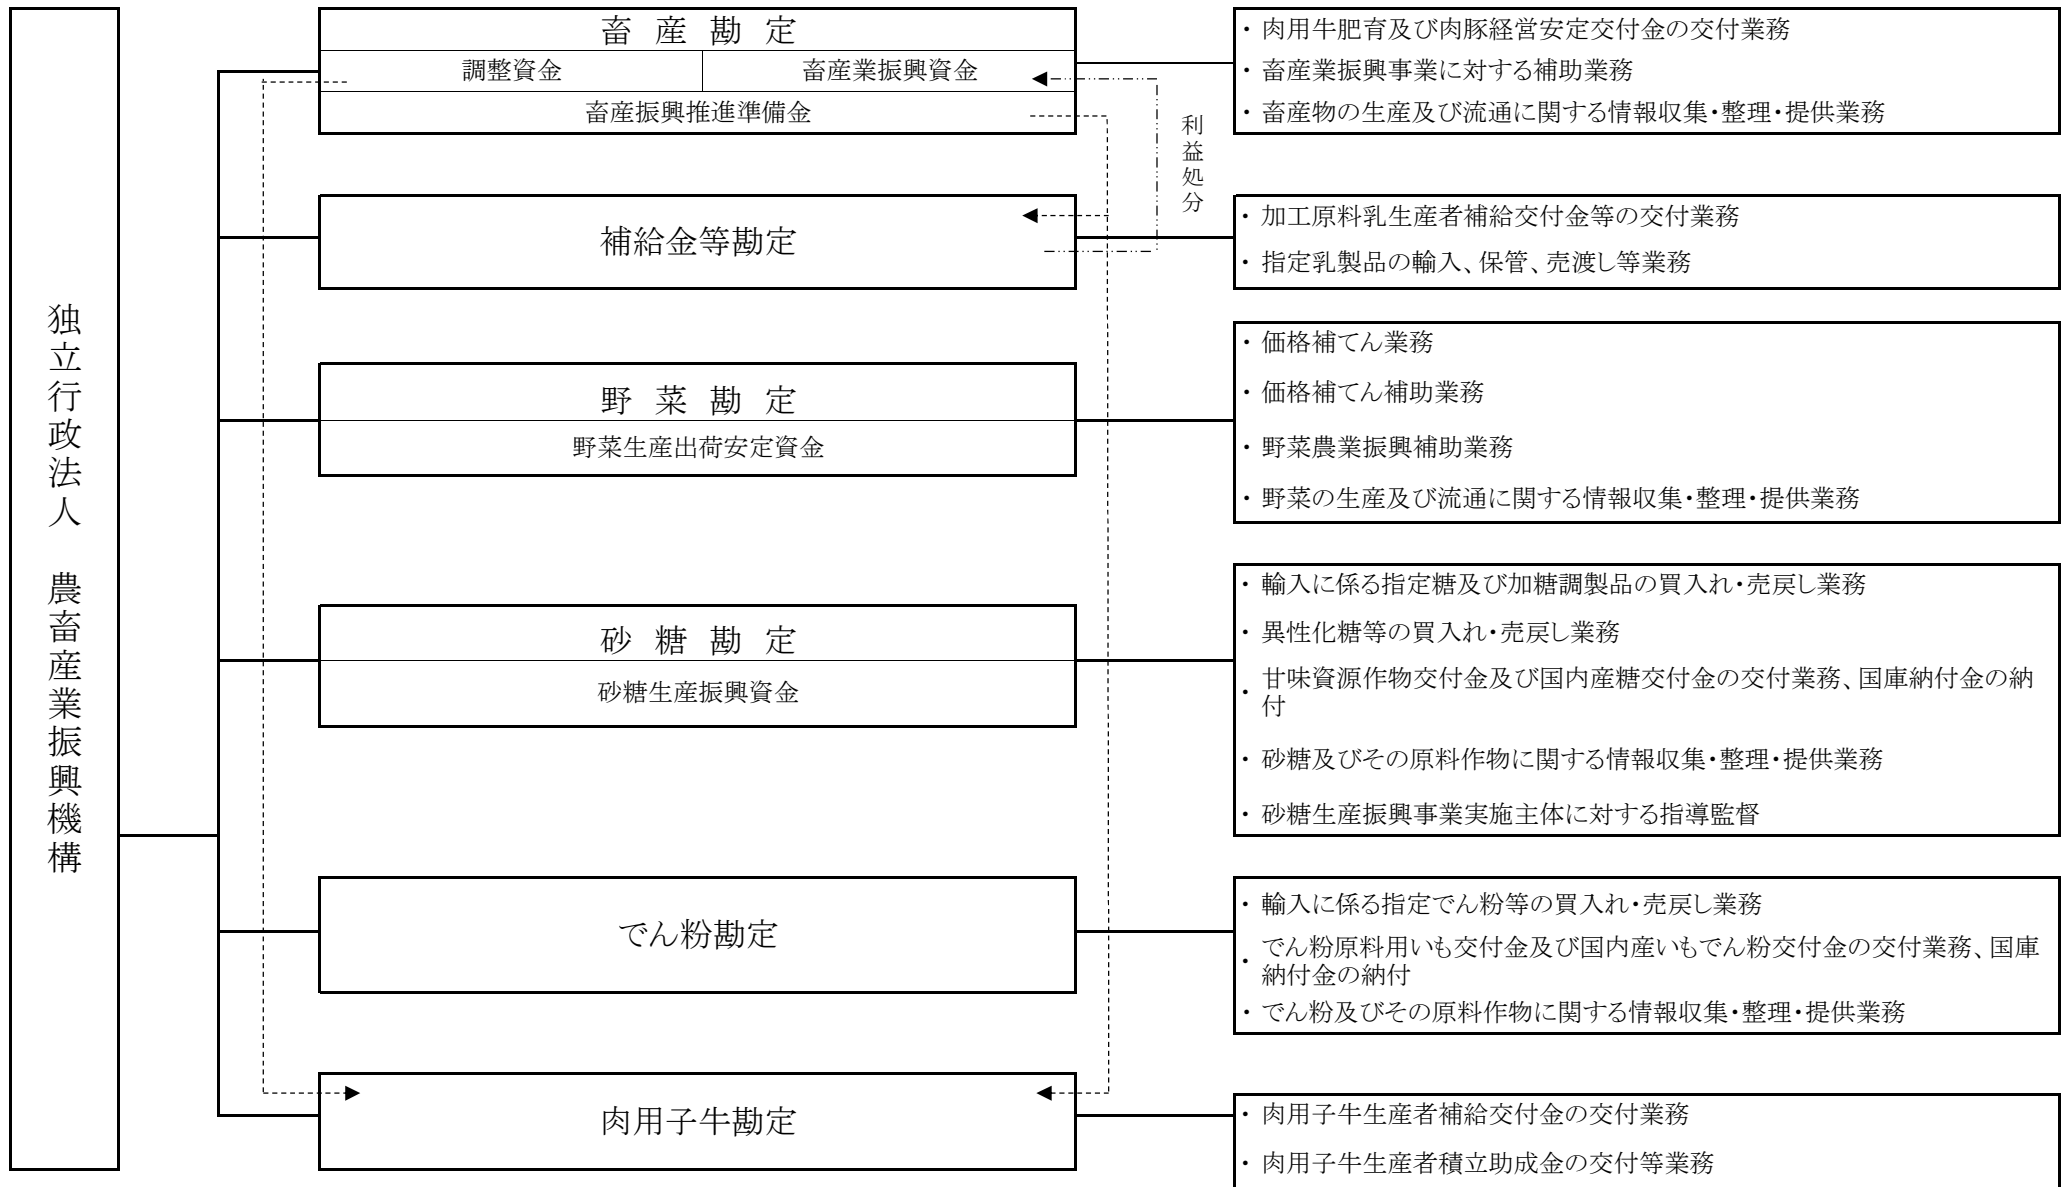 独立行政法人　農畜産業振興機構
畜　産　勘　定
調整資金
畜産業振興資金
畜産振興推進準備金
・ 肉用牛肥育及び肉豚経営安定交付金の交付業務
・ 畜産業振興事業に対する補助業務
・ 畜産物の生産及び流通に関する情報収集・整理・提供業務
利益処分
補給金等勘定
・ 加工原料乳生産者補給交付金等の交付業務
・ 指定乳製品の輸入、保管、売渡し等業務
野　菜　勘　定
野菜生産出荷安定資金
・ 価格補てん業務
・ 価格補てん補助業務
・ 野菜農業振興補助業務
・ 野菜の生産及び流通に関する情報収集・整理・提供業務
砂　糖　勘　定
砂糖生産振興資金
・ 輸入に係る指定糖及び加糖調製品の買入れ・売戻し業務
・ 異性化糖等の買入れ・売戻し業務
・ 甘味資源作物交付金及び国内産糖交付金の交付業務、国庫納付金の納
付
・ 砂糖及びその原料作物に関する情報収集・整理・提供業務
・ 砂糖生産振興事業実施主体に対する指導監督
でん粉勘定
・ 輸入に係る指定でん粉等の買入れ・売戻し業務
・ でん粉原料用いも交付金及び国内産いもでん粉交付金の交付業務、国庫
納付金の納付
・ でん粉及びその原料作物に関する情報収集・整理・提供業務
肉用子牛勘定
・ 肉用子牛生産者補給交付金の交付業務
・ 肉用子牛生産者積立助成金の交付等業務